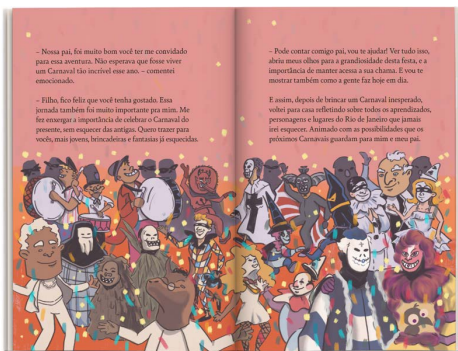 – Nossa pai, foi muito bom você ter me convidado
para essa aventura. Não esperava que fosse viver
um Carnaval tão incrível esse ano. – comentei
emocionado.
– Filho, fico feliz que você tenha gostado. Essa
jornada também foi muito importante pra mim. Me
fez enxergar a importância de celebrar o Carnaval do
presente, sem esquecer das antigas. Quero trazer para
vocês, mais jovens, brincadeiras e fantasias já esquecidas.
– Pode contar comigo pai, vou te ajudar! Ver tudo isso,
abriu meus olhos para a grandiosidade desta festa, e a
importância de manter acesa a sua chama. E vou te
mostrar também como a gente faz hoje em dia.
E assim, depois de brincar um Carnaval inesperado,
voltei para casa refletindo sobre todos os aprendizados,
personagens e lugares do Rio de Janeiro que jamais
irei esquecer. Animado com as possibilidades que os
próximos Carnavais guardam para mim e meu pai.